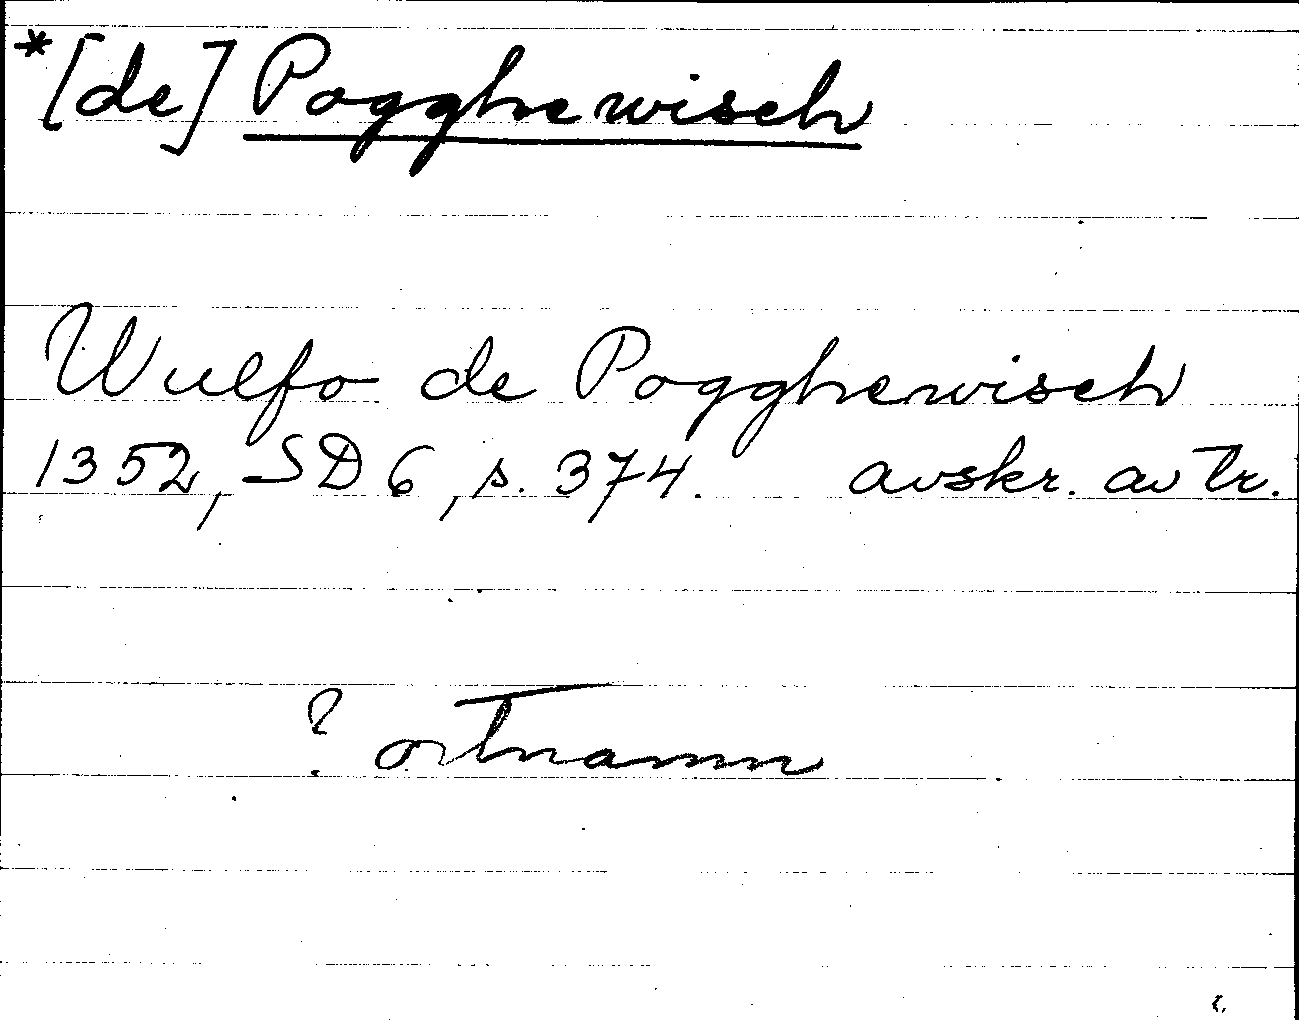 *[de] Pogghewisch
Wulfo de Pogghewisch
1352, SD 6, s. 374. avskr. av tr.
? ortnamn